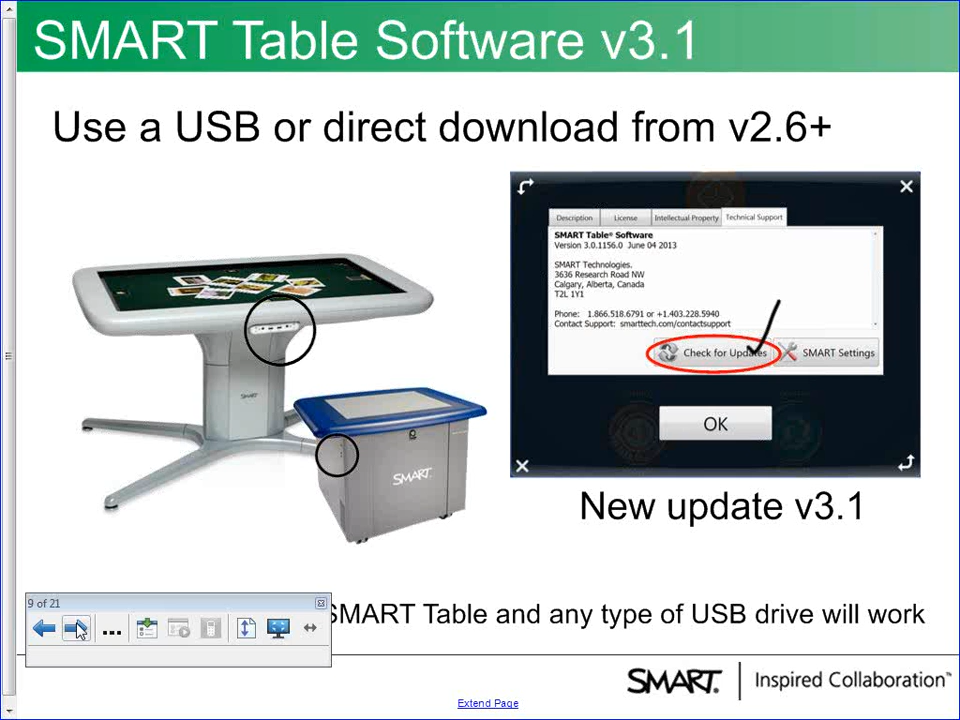 SMART Table Software v3.1
Use a USB or direct download from v2.6+
Description License Intellectual Property Technical Support
SMART Table® Software
Version 3.0.1156.0 June 04 2013
SMART Technologies.
3636 Research Road NW
Calgary, Alberta, Canada
T2L 1Y1
Phone: 1.866.518.6791 or +1.403.228.5940
Contact Support: smarttech.com/contactsupport
Check for Updates SMART Settings
OK
SMART
SMART
New update v3.1
9 of 21
SMART Table and any type of USB drive will work
SMART. Inspired Collaboration™
Extend Page